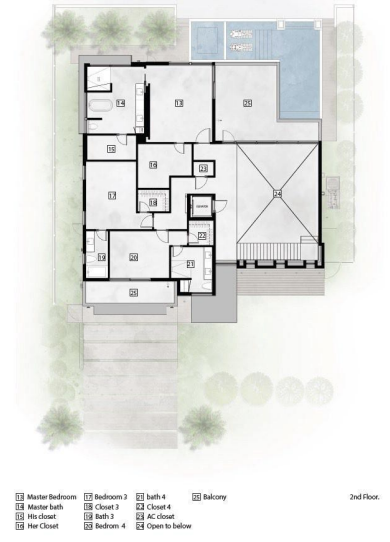 14
13
25
15
16
23
17
18
24
22
19
20
21
25
13 Master Bedroom
14 Master bath
15 His closet
16 Her Closet
17 Bedroom 3
18 Closet 3
19 Bath 3
20 Bedrom 4
21 bath 4
22 Closet 4
23 AC closet
24 Open to below
25 Balcony
2nd Floor.